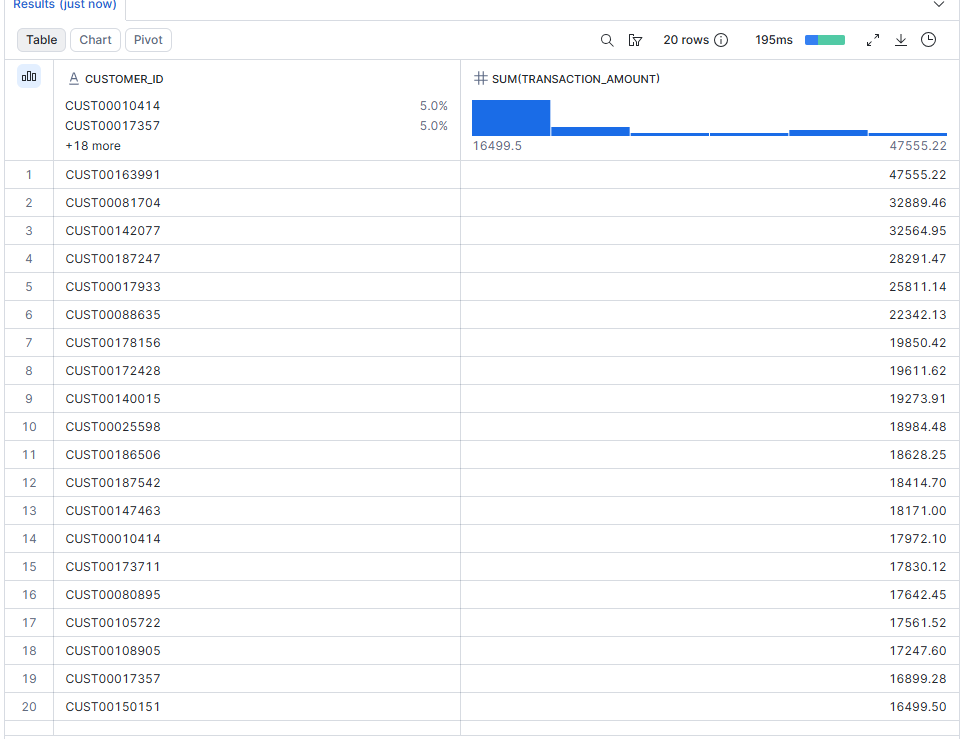 Results (just now)
Table Chart Pivot 20 rows 195ms
CUSTOMER_ID SUM(TRANSACTION_AMOUNT)
CUST00010414 5.0%
CUST00017357 5.0%
+18 more 16499.5 47555.22
1 CUST00163991 47555.22
2 CUST00081704 32889.46
3 CUST00142077 32564.95
4 CUST00187247 28291.47
5 CUST00017933 25811.14
6 CUST00088635 22342.13
7 CUST00178156 19850.42
8 CUST00172428 19611.62
9 CUST00140015 19273.91
10 CUST00025598 18984.48
11 CUST00186506 18628.25
12 CUST00187542 18414.70
13 CUST00147463 18171.00
14 CUST00010414 17972.10
15 CUST00173711 17830.12
16 CUST00080895 17642.45
17 CUST00105722 17561.52
18 CUST00108905 17247.60
19 CUST00017357 16899.28
20 CUST00150151 16499.50